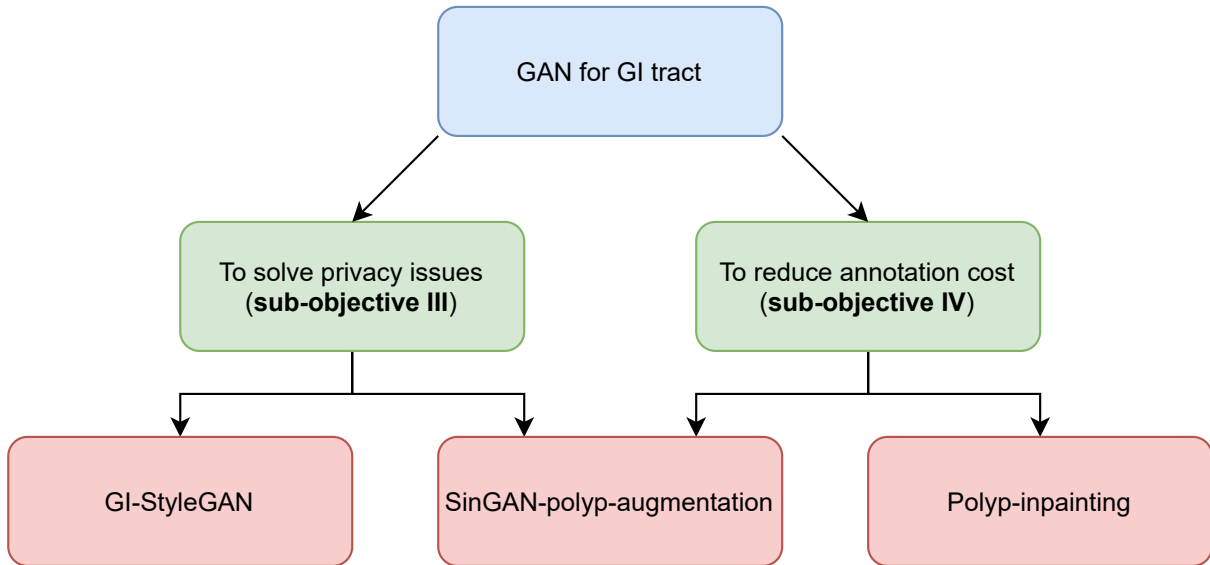 GAN for GI tract
To solve privacy issues
(sub-objective III)
To reduce annotation cost
(sub-objective IV)
GI-StyleGAN
SinGAN-polyp-augmentation
Polyp-inpainting